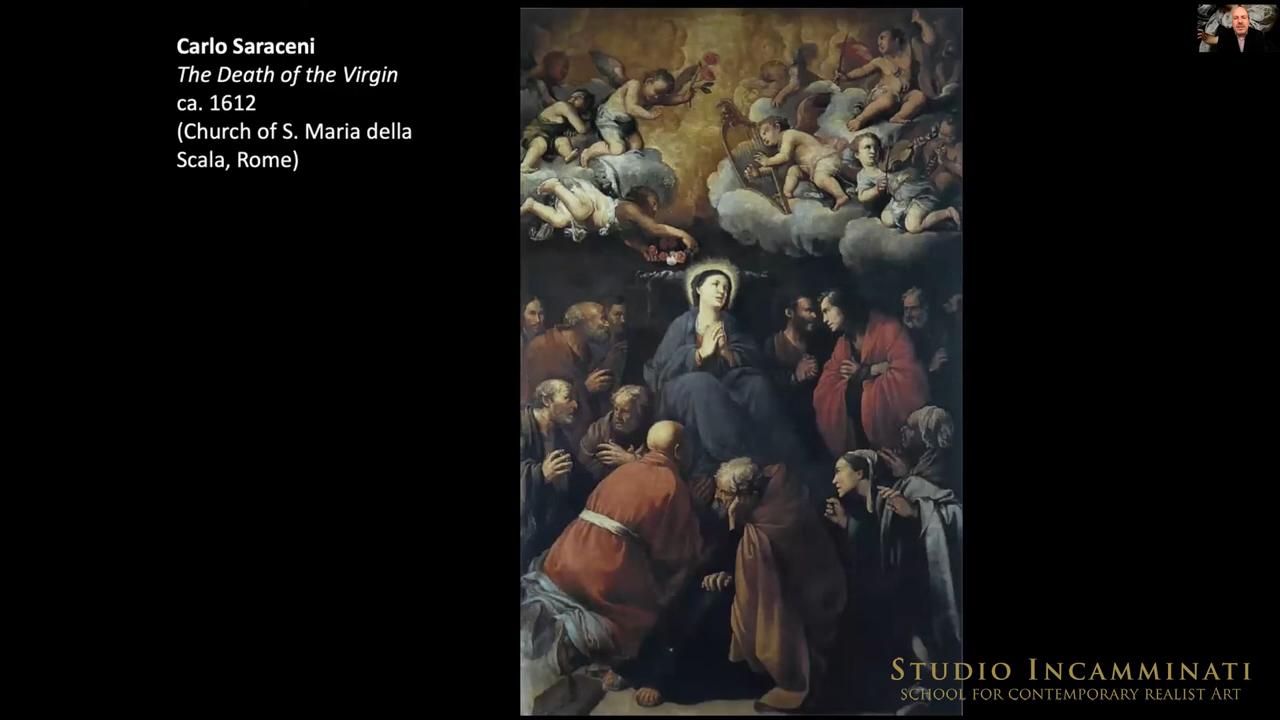 Carlo Saraceni
The Death of the Virgin
ca. 1612
(Church of S. Maria della
Scala, Rome)
STUDIO INCAMMINATI
SCHOOL FOR CONTEMPORARY REALIST ART